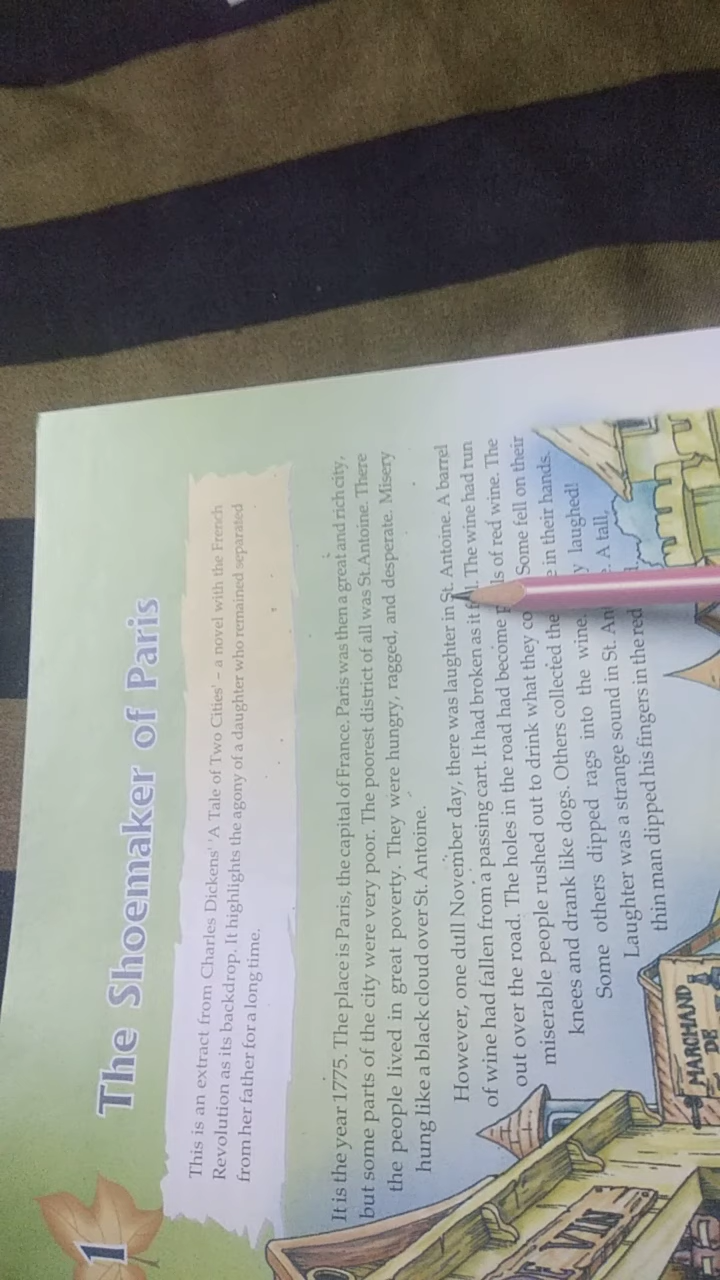 1
The Shoemaker of Paris
This is an extract from Charles Dickens' 'A Tale of Two Cities' – a novel with the French
Revolution as its backdrop. It highlights the agony of a daughter who remained separated
from her father for a long time.
It is the year 1775. The place is Paris, the capital of France. Paris was then a great and rich city,
but some parts of the city were very poor. The poorest district of all was St.Antoine. There
the people lived in great poverty. They were hungry, ragged, and desperate. Misery
hung like a black cloud over St. Antoine.
However, one dull November day, there was laughter in St. Antoine. A barrel
of wine had fallen from a passing cart. It had broken as it The wine had run
out over the road. The holes in the road had become of red wine. The
miserable people rushed out to drink what they Some fell on their
knees and drank like dogs. Others collected the in their hands.
Some others dipped rags into the wine. laughed!
Laughter was a strange sound in St. A tall,
thin man dipped his fingers in the red
MARCHAND
DE
VIN